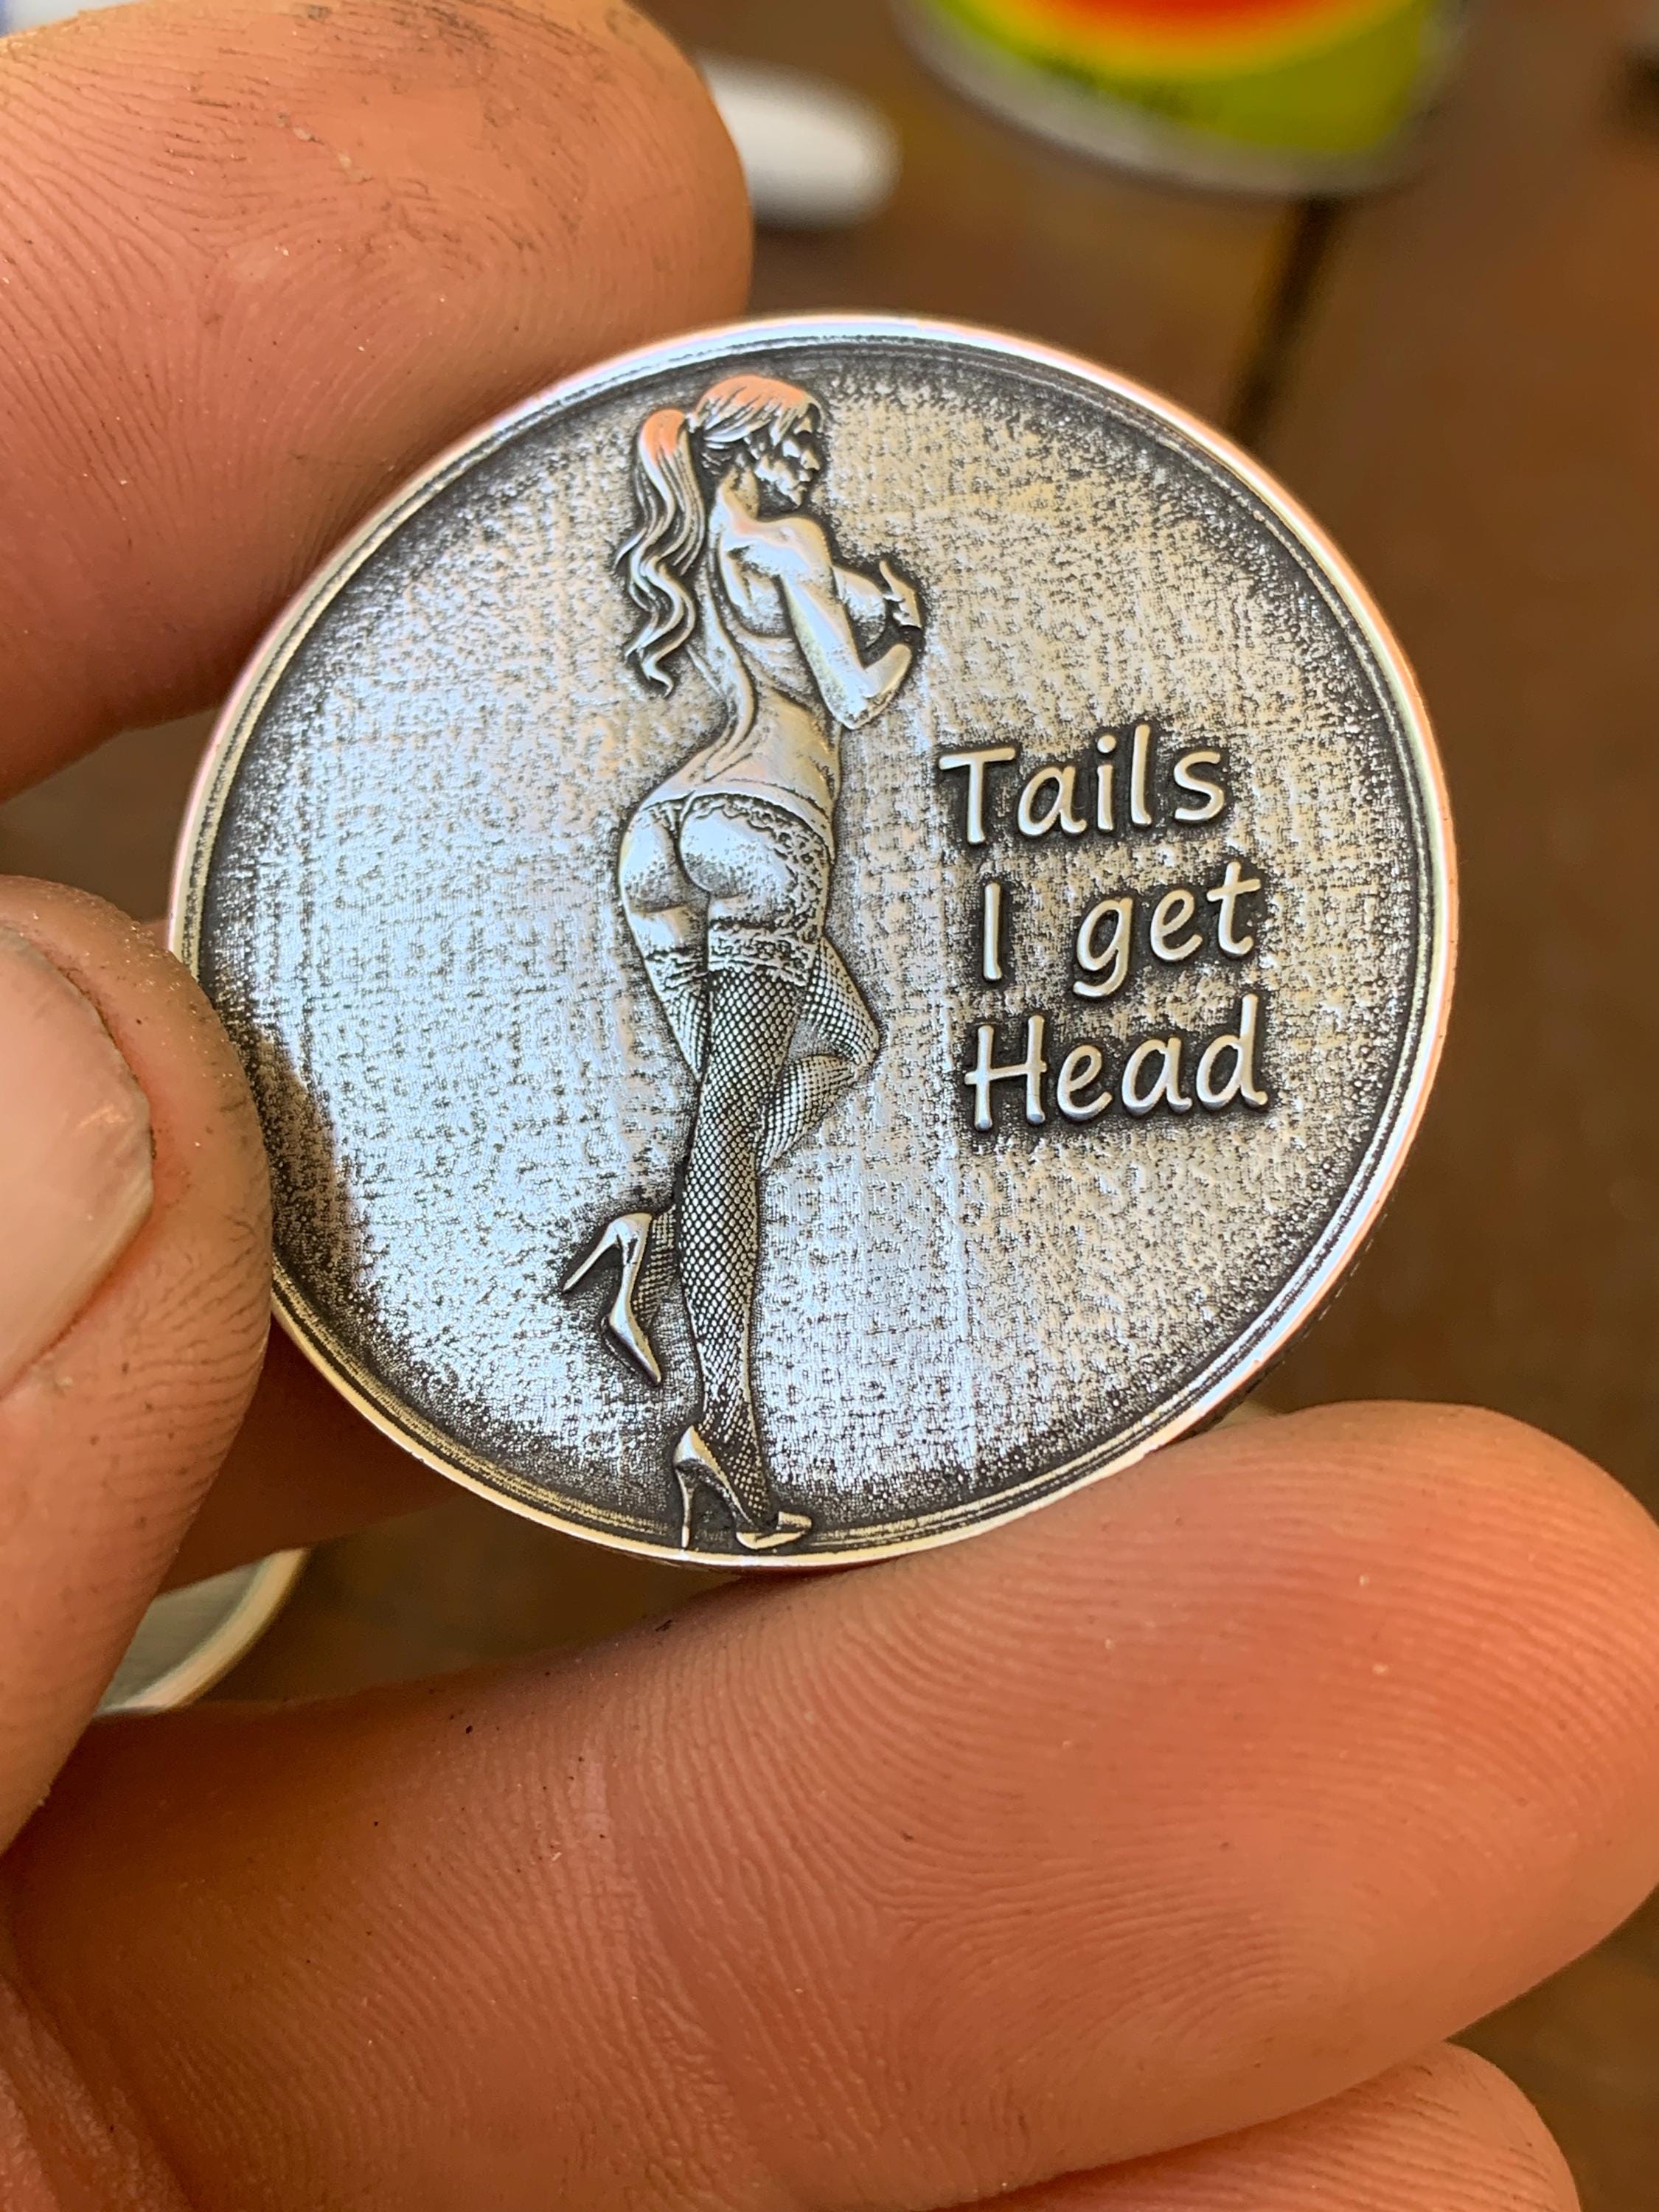 Tails
I get
Head